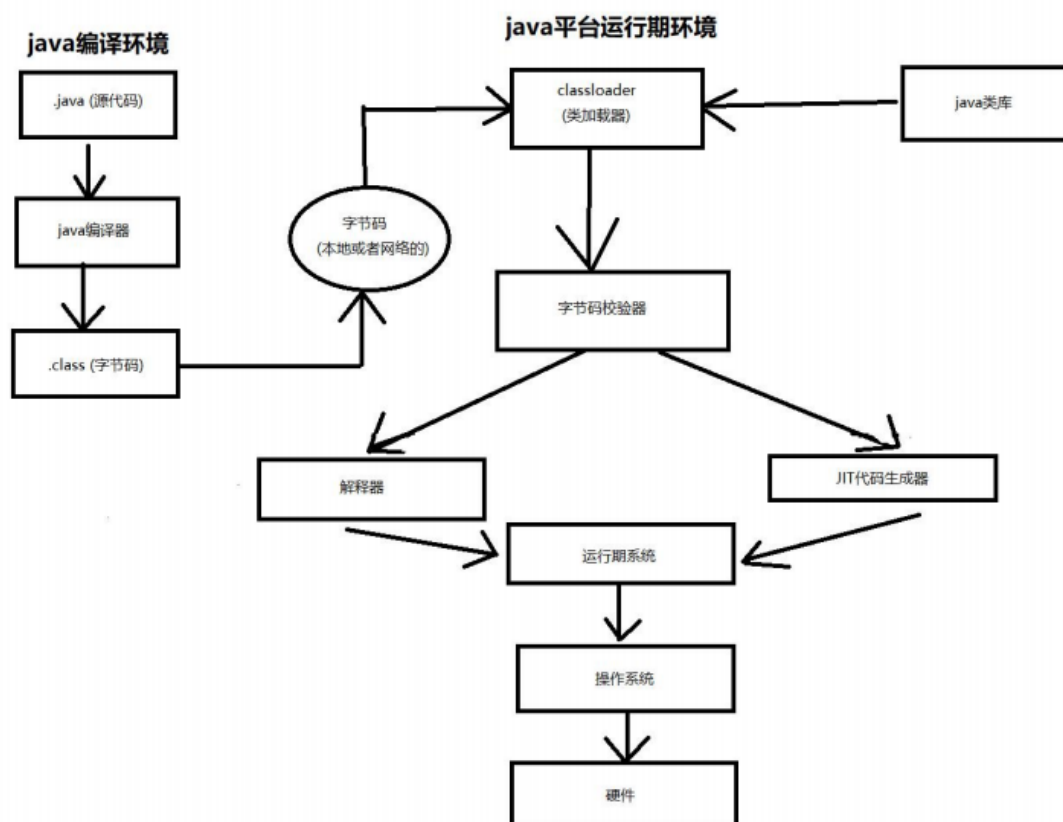 java编译环境
.java (源代码)
java编译器
.class (字节码)
字节码
(本地或者网络的)
java平台运行期环境
classloader
(类加载器)
java类库
字节码校验器
解释器
JIT代码生成器
运行期系统
操作系统
硬件